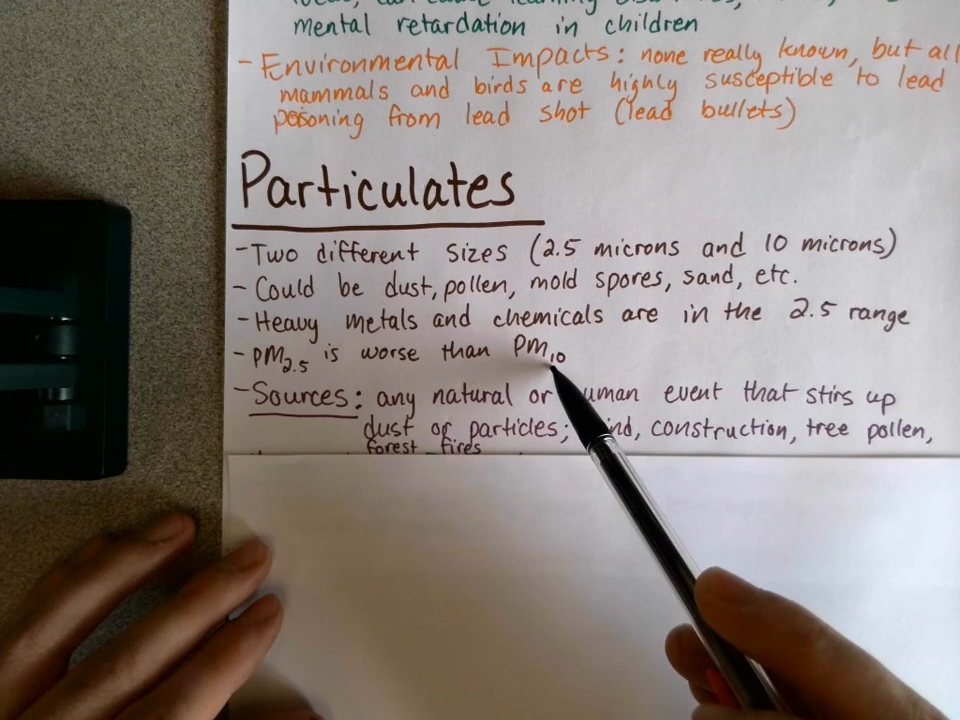 mental retardation in children
- Environmental Impacts: none really known, but all
mammals and birds are highly susceptible to lead
poisoning from lead shot (lead bullets)
Particulates
- Two different sizes (2.5 microns and 10 microns)
- Could be dust, pollen, mold spores, sand, etc.
- Heavy metals and chemicals are in the 2.5 range
- PM2.5 is worse than PM10
- Sources: any natural or human event that stirs up
dust or particles; wind, construction, tree pollen,
forest fires